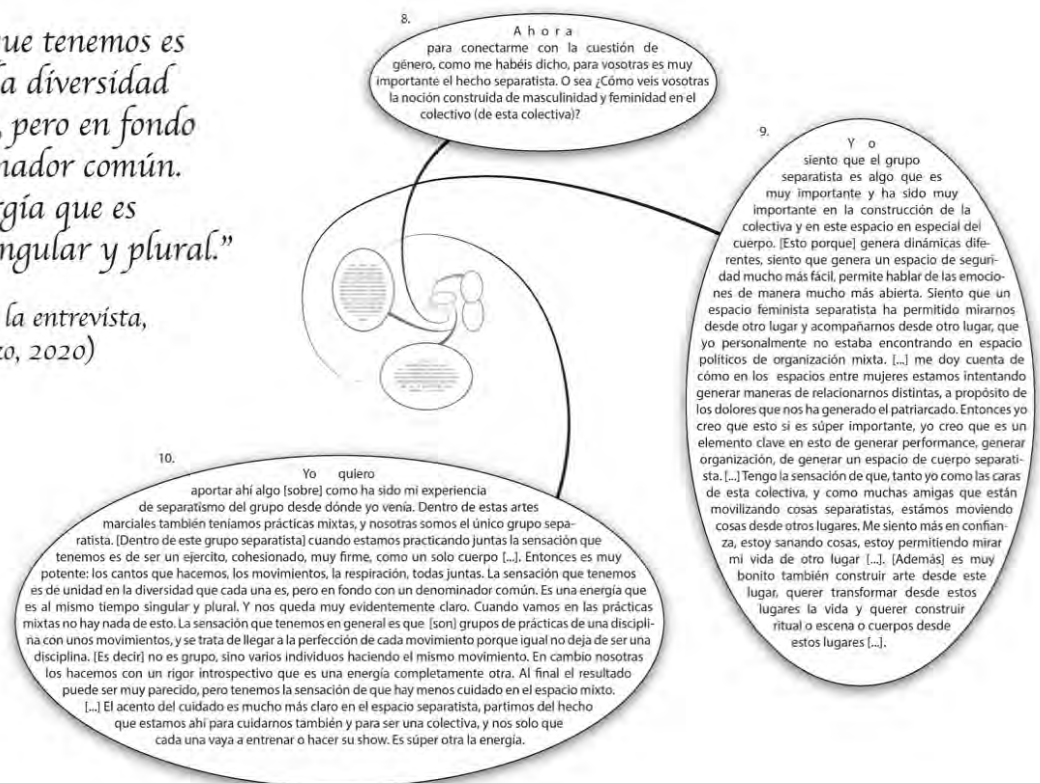 ue tenemos es
a diversidad
, pero en fondo
nador común.
rgía que es
ngular y plural."
la entrevista,
zo, 2020)
8.
Ahora
para conectarme con la cuestión de
género, como me habéis dicho, para vosotras es muy
importante el hecho separatista. O sea ¿Cómo veis vosotras
la noción construida de masculinidad y feminidad en el
colectivo (de esta colectiva)?
9.
Yo
siento que el grupo
separatista es algo que es
muy importante y ha sido muy
importante en la construcción de la
colectiva y en este espacio en especial del
cuerpo. [Esto porque] genera dinámicas dife-
rentes, siento que genera un espacio de seguri-
dad mucho más fácil, permite hablar de las emocio-
nes de manera mucho más abierta. Siento que un
espacio feminista separatista ha permitido mirarnos
desde otro lugar y acompañarnos desde otro lugar, que
yo personalmente no estaba encontrando en espacio
políticos de organización mixta. [...] me doy cuenta de
cómo en los espacios entre mujeres estamos intentando
generar maneras de relacionarnos distintas, a propósito de
los dolores que nos ha generado el patriarcado. Entonces yo
creo que esto si es súper importante, yo creo que es un
elemento clave en esto de generar performance, generar
organización, de generar un espacio de cuerpo separati-
sta. [...] Tengo la sensación de que, tanto yo como las caras
de esta colectiva, y como muchas amigas que están
movilizando cosas separatistas, estámos moviendo
cosas desde otros lugares. Me siento más en confian-
za, estoy sanando cosas, estoy permitiendo mirar
mi vida de otro lugar [...]. [Además] es muy
bonito también construir arte desde este
lugar, querer transformar desde estos
lugares la vida y querer construir
ritual o escena o cuerpos desde
estos lugares [...].
10.
Yo quiero
aportar ahí algo [sobre] como ha sido mi experiencia
de separatismo del grupo desde dónde yo venía. Dentro de estas artes
marciales también teníamos prácticas mixtas, y nosotras somos el único grupo sepa-
ratista. [Dentro de este grupo separatista] cuando estamos practicando juntas la sensación que
tenemos es de ser un ejercito, cohesionado, muy firme, como un solo cuerpo [...]. Entonces es muy
potente: los cantos que hacemos, los movimientos, la respiración, todas juntas. La sensación que tenemos
es de unidad en la diversidad que cada una es, pero en fondo con un denominador común. Es una energía que
es al mismo tiempo singular y plural. Y nos queda muy evidentemente claro. Cuando vamos en las prácticas
mixtas no hay nada de esto. La sensación que tenemos en general es que [son] grupos de prácticas de una discipli-
na con unos movimientos, y se trata de llegar a la perfección de cada movimiento porque igual no deja de ser una
disciplina. [Es decir] no es grupo, sino varios individuos haciendo el mismo movimiento. En cambio nosotras
los hacemos con un rigor introspectivo que es una energía completamente otra. Al final el resultado
puede ser muy parecido, pero tenemos la sensación de que hay menos cuidado en el espacio mixto.
[...] El acento del cuidado es mucho más claro en el espacio separatista, partimos del hecho
que estamos ahí para cuidarnos también y para ser una colectiva, y nos solo que
cada una vaya a entrenar o hacer su show. Es súper otra la energía.